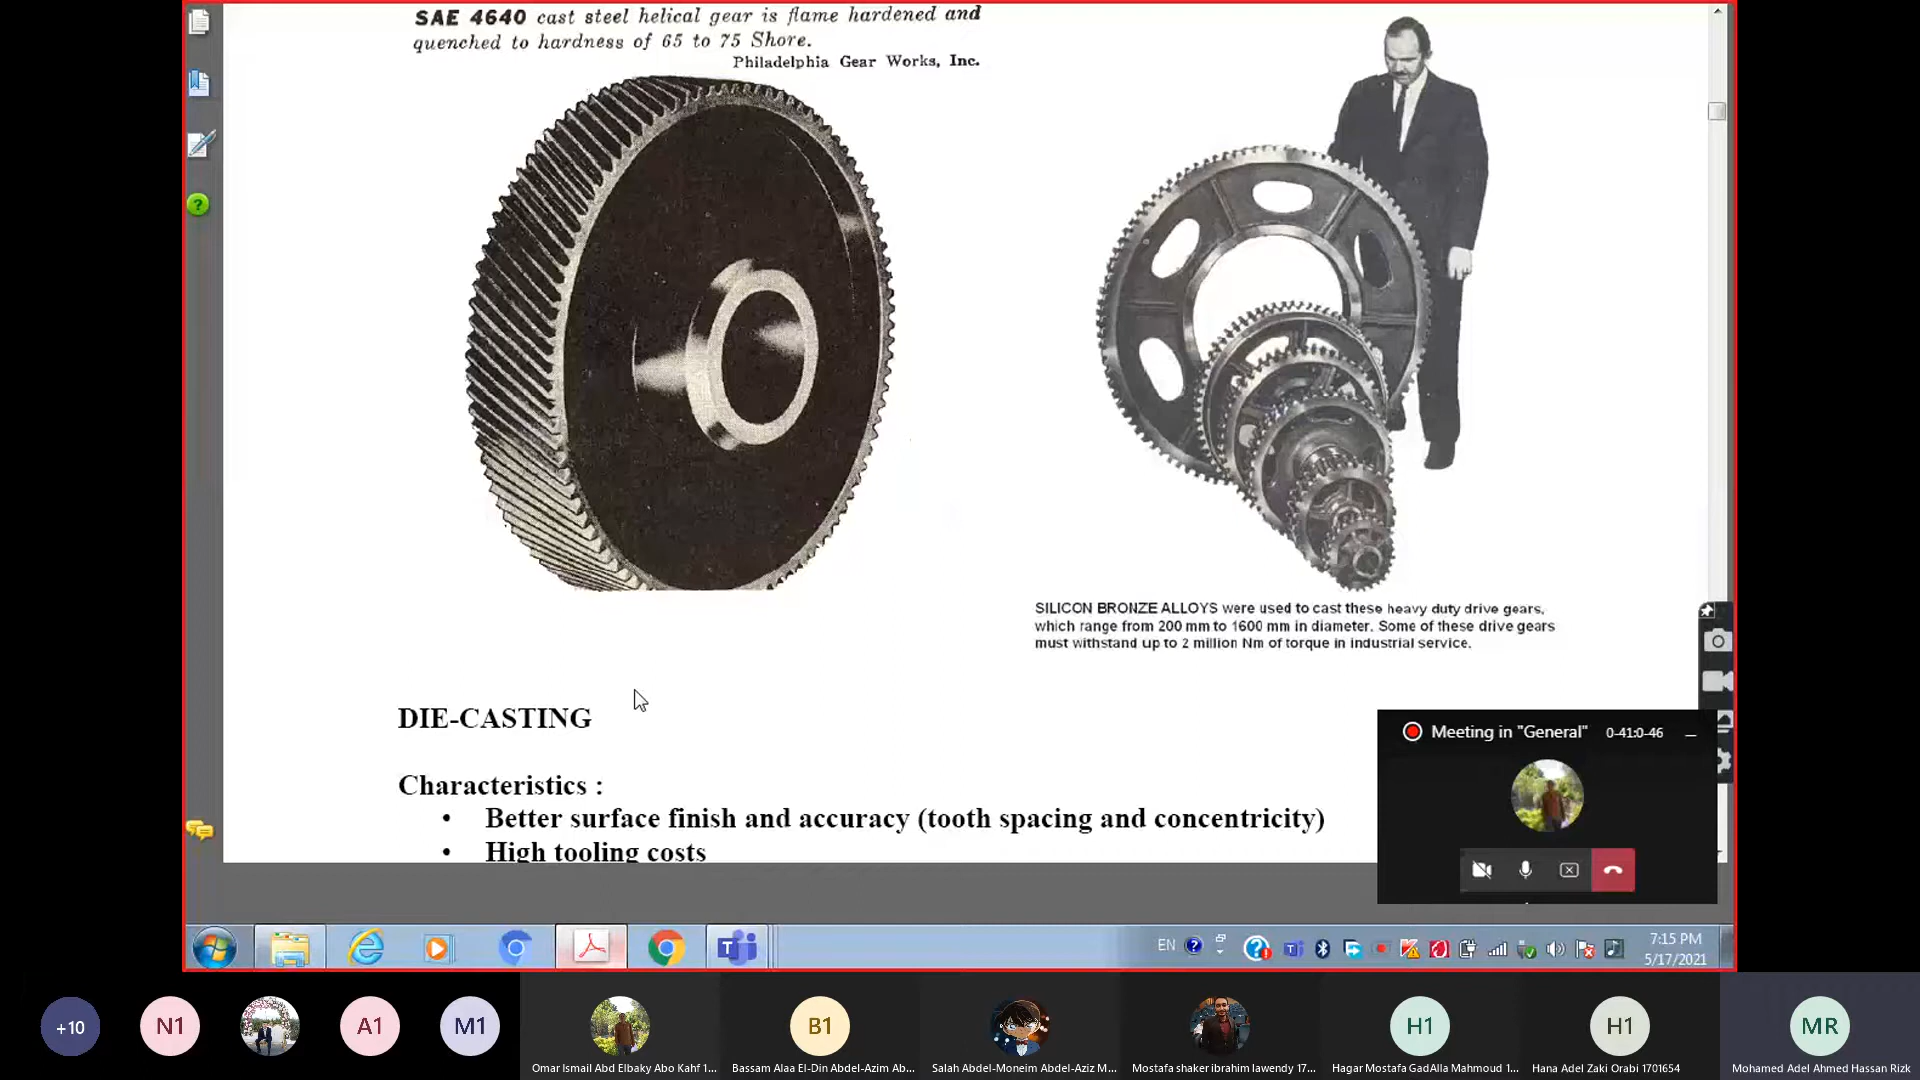 SAE 4640 cast steel helical gear is flame hardened and
quenched to hardness of 65 to 75 Shore.
Philadelphia Gear Works, Inc.
SILICON BRONZE ALLOYS were used to cast these heavy duty drive gears,
which range from 200 mm to 1600 mm in diameter. Some of these drive gears
must withstand up to 2 million Nm of torque in industrial service.
DIE-CASTING
Characteristics :
• Better surface finish and accuracy (tooth spacing and concentricity)
• High tooling costs
Meeting in "General" 0-41:0-46
EN
7:15 PM
5/17/2021
+10
N1
A1
M1
B1
H1
H1
MR
Omar Ismail Abd Elbaky Abo Kahf 1...
Bassam Alaa El-Din Abdel-Azim Ab...
Salah Abdel-Moneim Abdel-Aziz M...
Mostafa shaker ibrahim lawendy 17...
Hagar Mostafa GadAlla Mahmoud 1...
Hana Adel Zaki Orabi 1701654
Mohamed Adel Ahmed Hassan Rizk